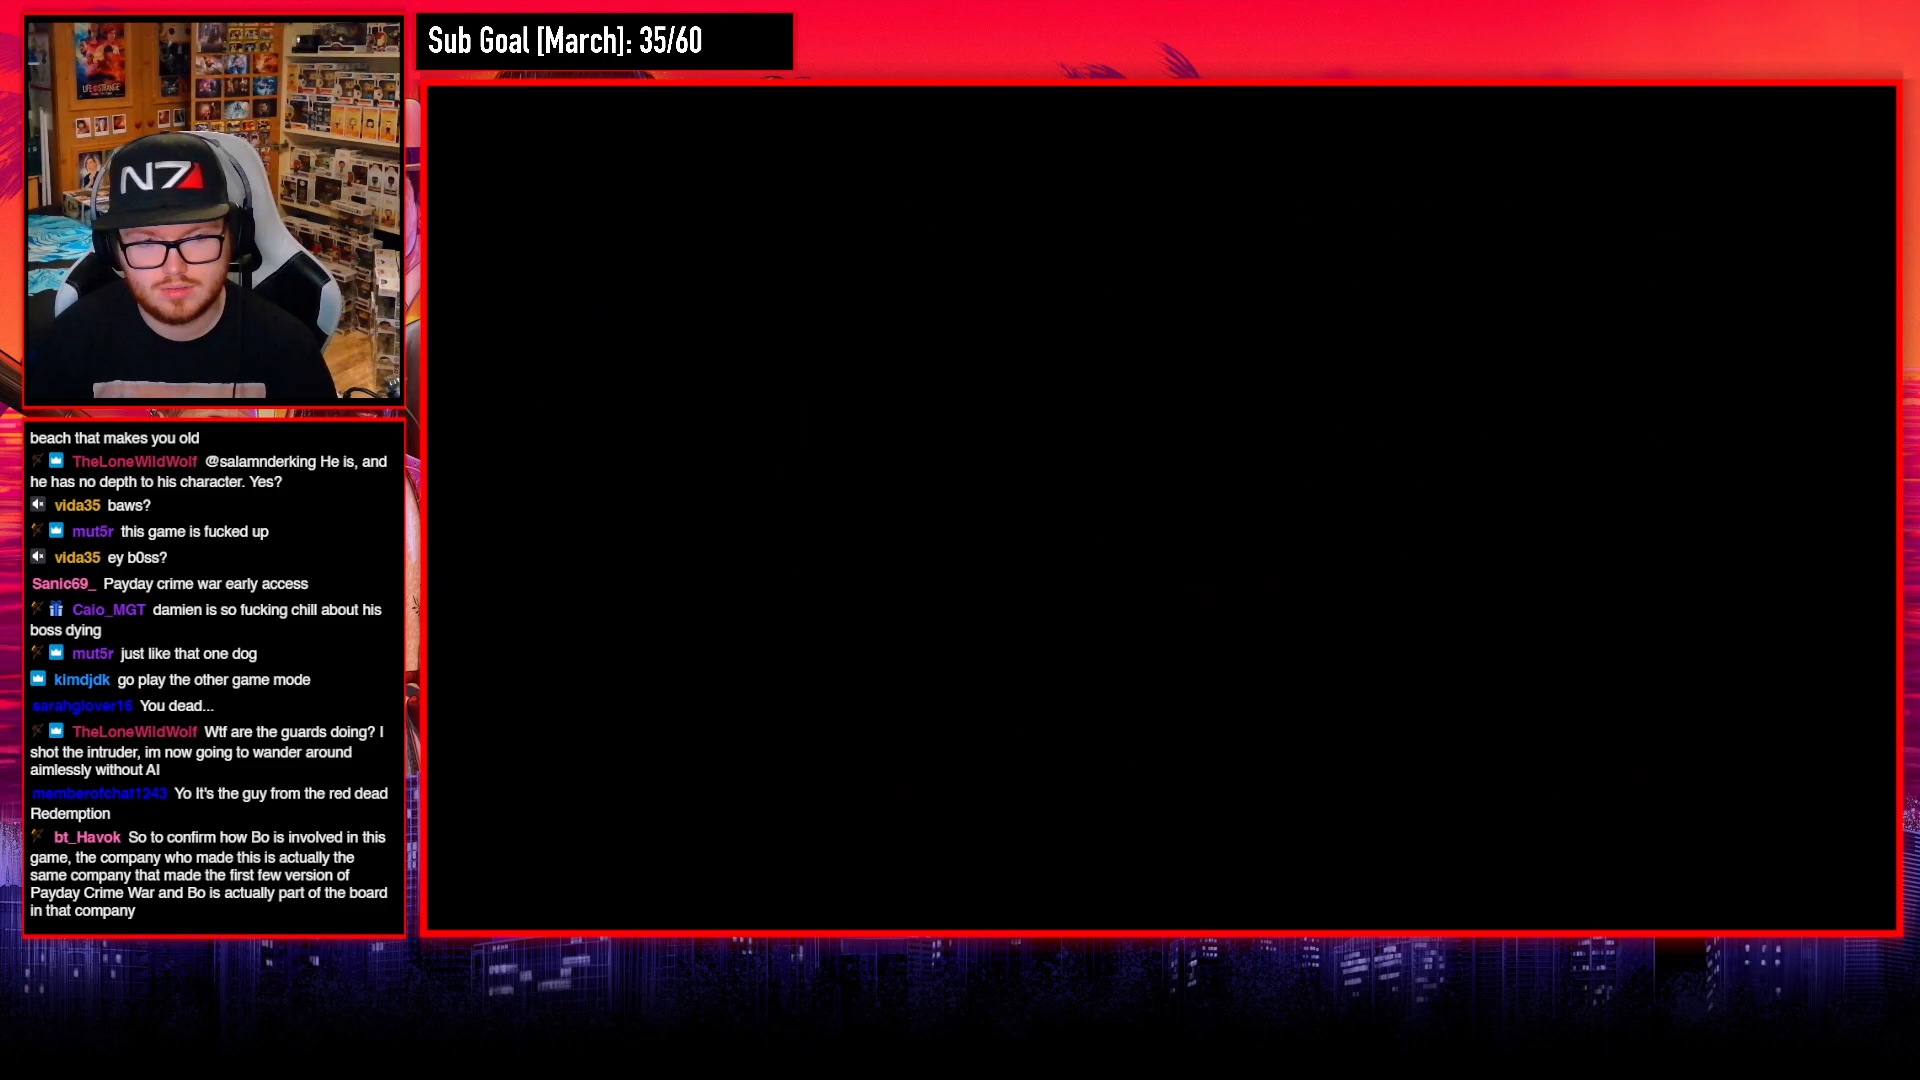 Sub Goal [March]: 35/60
LIFE IS STRANGE
N7
beach that makes you old
TheLoneWildWolf @salamnderking He is, and
he has no depth to his character. Yes?
vida35 baws?
mut5r this game is fucked up
vida35 ey b0ss?
Sanic69_ Payday crime war early access
Caio_MGT damien is so fucking chill about his
boss dying
mut5r just like that one dog
kimdjdk go play the other game mode
sarahglover16 You dead...
TheLoneWildWolf Wtf are the guards doing? I
shot the intruder, im now going to wander around
aimlessly without AI
memberofchat1243 Yo It's the guy from the red dead
Redemption
bt_Havok So to confirm how Bo is involved in this
game, the company who made this is actually the
same company that made the first few version of
Payday Crime War and Bo is actually part of the board
in that company